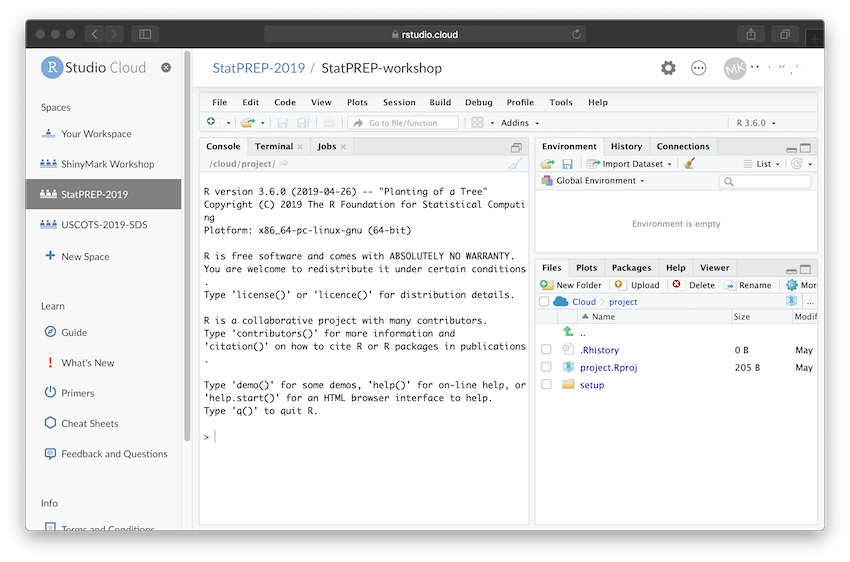 rstudio.cloud
R Studio Cloud
StatPREP-2019 / StatPREP-workshop
MK
Spaces
Your Workspace
ShinyMark Workshop
StatPREP-2019
USCOTS-2019-SDS
New Space
Learn
Guide
What's New
Primers
Cheat Sheets
Feedback and Questions
Info
Terms and Conditions
File Edit Code View Plots Session Build Debug Profile Tools Help
Go to file/function Addins R 3.6.0
Console Terminal Jobs
/cloud/project/
R version 3.6.0 (2019-04-26) -- "Planting of a Tree"
Copyright (C) 2019 The R Foundation for Statistical Computi
ng
Platform: x86_64-pc-linux-gnu (64-bit)
R is free software and comes with ABSOLUTELY NO WARRANTY.
You are welcome to redistribute it under certain conditions
.
Type 'license()' or 'licence()' for distribution details.
R is a collaborative project with many contributors.
Type 'contributors()' for more information and
'citation()' on how to cite R or R packages in publications
.
Type 'demo()' for some demos, 'help()' for on-line help, or
'help.start()' for an HTML browser interface to help.
Type 'q()' to quit R.
>
Environment History Connections
Import Dataset List
Global Environment
Environment is empty
Files Plots Packages Help Viewer
New Folder Upload Delete Rename Mor
Cloud project ...
Name Size Modif
..
.Rhistory 0 B May
project.Rproj 205 B May
setup